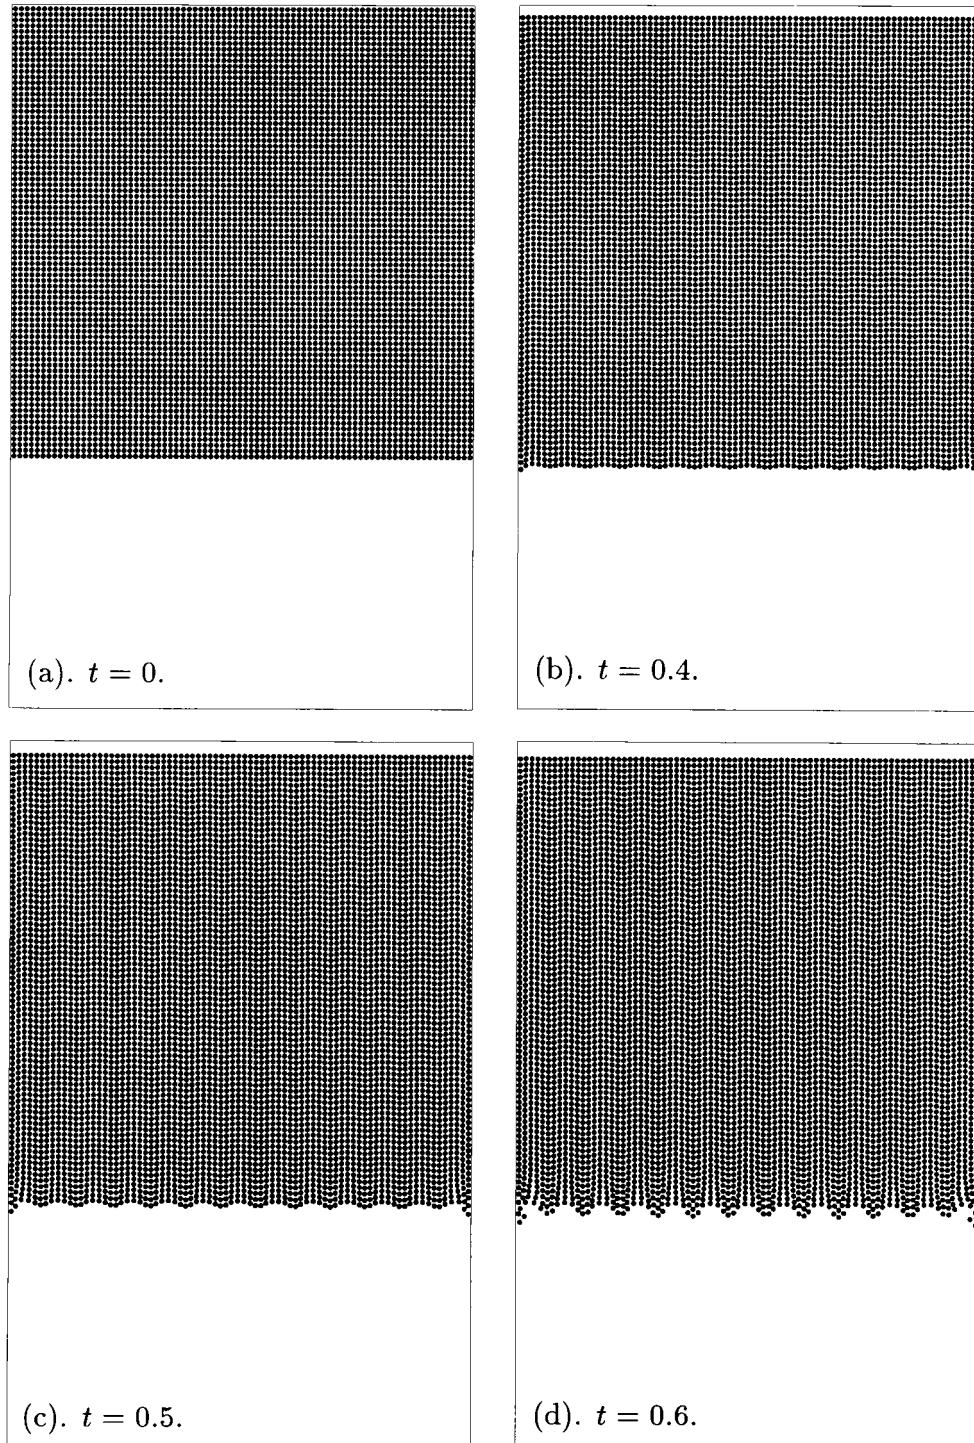 (a). t = 0.
(b). t = 0.4.
(c). t = 0.5.
(d). t = 0.6.